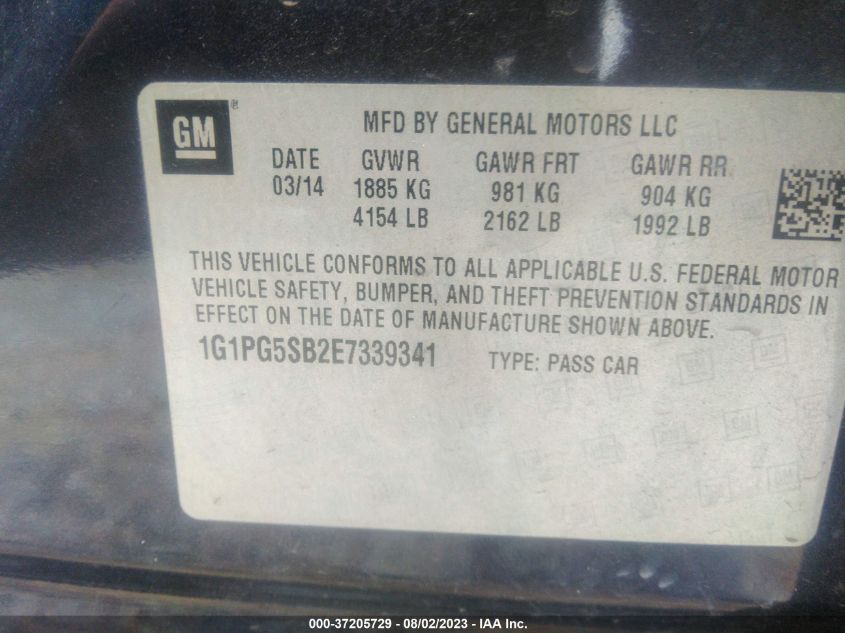 GM ®
MFD BY GENERAL MOTORS LLC
DATE GVWR GAWR FRT GAWR RR
03/14 1885 KG 981 KG 904 KG
4154 LB 2162 LB 1992 LB
THIS VEHICLE CONFORMS TO ALL APPLICABLE U.S. FEDERAL MOTOR
VEHICLE SAFETY, BUMPER, AND THEFT PREVENTION STANDARDS IN
EFFECT ON THE DATE OF MANUFACTURE SHOWN ABOVE.
1G1PG5SB2E7339341 TYPE: PASS CAR
000-37205729 - 08/02/2023 - IAA Inc.